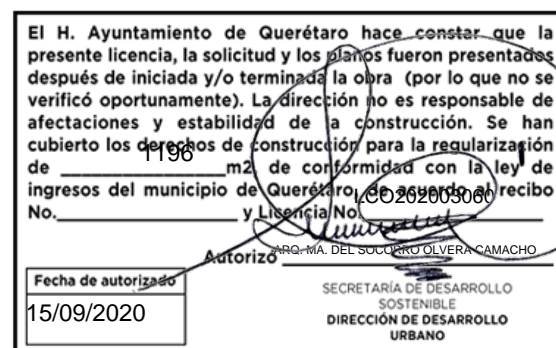 El H. Ayuntamiento de Querétaro hace constar que la
presente licencia, la solicitud y los planos fueron presentados
después de iniciada y/o terminada la obra (por lo que no se
verificó oportunamente). La dirección no es responsable de
afectaciones y estabilidad de la construcción. Se han
cubierto los derechos de construcción para la regularización
de 1196 m2, de conformidad con la ley de
ingresos del municipio de Querétaro, de acuerdo al recibo
No. y Licencia No. LCO202003060
Autorizó ARQ. MA. DEL SOCORRO OLVERA CAMACHO
Fecha de autorizado
15/09/2020
SECRETARÍA DE DESARROLLO
SOSTENIBLE
DIRECCIÓN DE DESARROLLO
URBANO